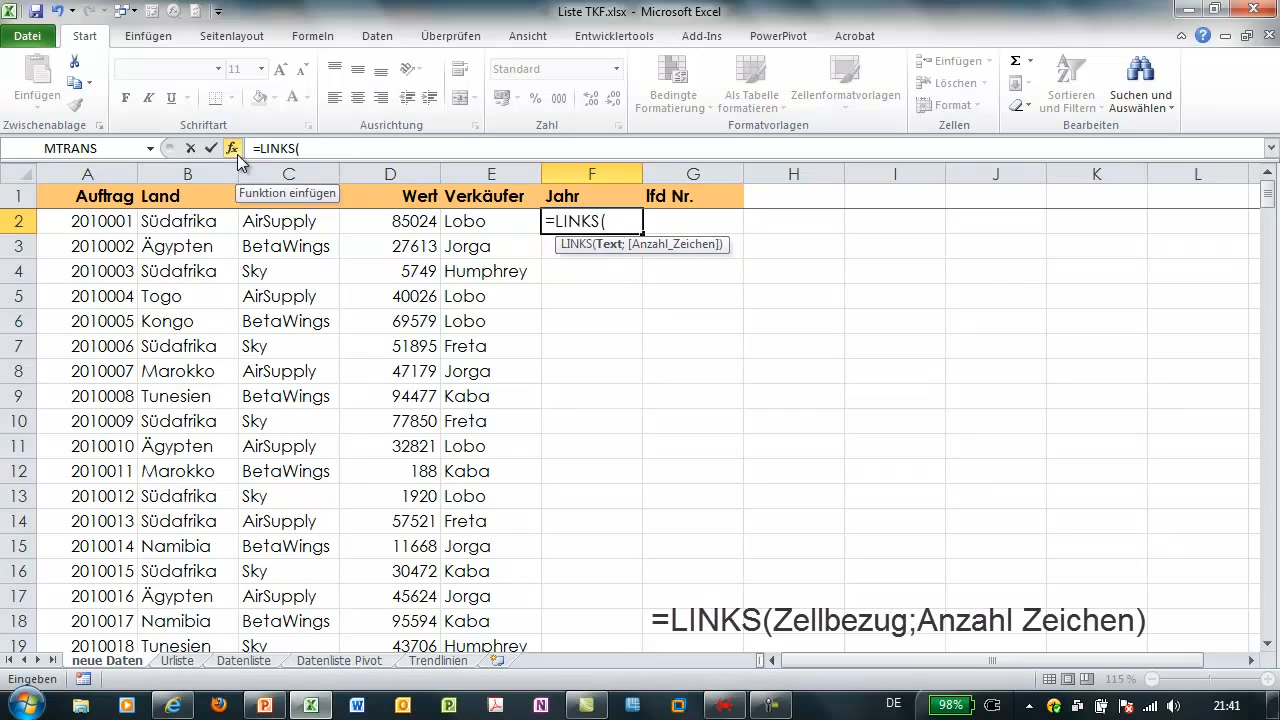 Liste TKF.xlsx - Microsoft Excel
Datei Start Einfügen Seitenlayout Formeln Daten Überprüfen Ansicht Entwicklertools Add-Ins PowerPivot Acrobat
11 Standard Einfügen
Einfügen Bedingte Als Tabelle Zellenformatvorlagen Löschen Sortieren Suchen und
F K U % 000 Formatierung formatieren Format und Filtern Auswählen
Zwischenablage Schriftart Ausrichtung Zahl Formatvorlagen Zellen Bearbeiten
MTRANS fx =LINKS(
A B C D E F G H I J K L
Funktion einfügen
1 Auftrag Land Wert Verkäufer Jahr lfd Nr.
2 2010001 Südafrika AirSupply 85024 Lobo =LINKS(
LINKS(Text; [Anzahl_Zeichen])
3 2010002 Ägypten BetaWings 27613 Jorga
4 2010003 Südafrika Sky 5749 Humphrey
5 2010004 Togo AirSupply 40026 Lobo
6 2010005 Kongo BetaWings 69579 Lobo
7 2010006 Südafrika Sky 51895 Freta
8 2010007 Marokko AirSupply 47179 Jorga
9 2010008 Tunesien BetaWings 94477 Kaba
10 2010009 Südafrika Sky 77850 Freta
11 2010010 Ägypten AirSupply 32821 Lobo
12 2010011 Marokko BetaWings 188 Kaba
13 2010012 Südafrika Sky 1920 Lobo
14 2010013 Südafrika AirSupply 57521 Freta
15 2010014 Namibia BetaWings 11668 Jorga
16 2010015 Südafrika Sky 30472 Kaba
17 2010016 Ägypten AirSupply 45624 Jorga
18 2010017 Namibia BetaWings 95594 Kaba
=LINKS(Zellbezug;Anzahl Zeichen)
19 2010018 Tunesien Sky 43706 Humphrey
neue Daten Urliste Datenliste Datenliste Pivot Trendlinien
Eingeben 115 %
DE 98% 21:41